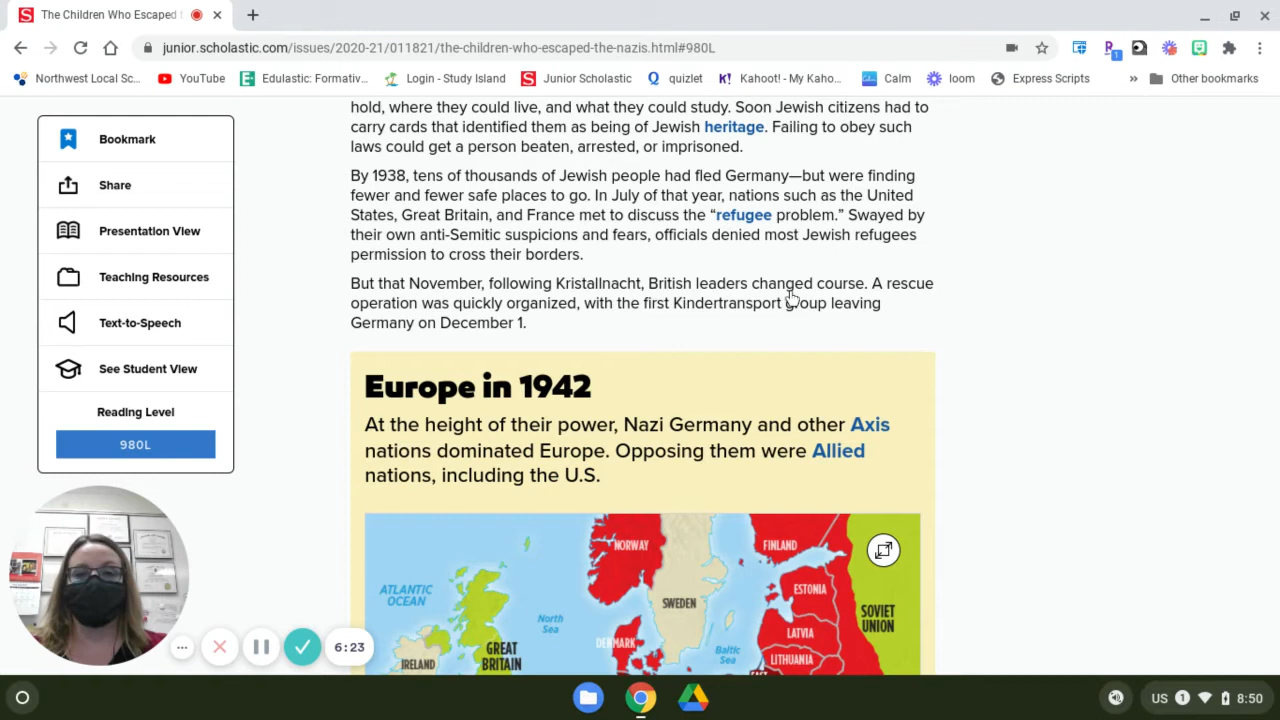 The Children Who Escaped t
junior.scholastic.com/issues/2020-21/011821/the-children-who-escaped-the-nazis.html#980L
1
Northwest Local Sc...
YouTube
Edulastic: Formativ...
Login - Study Island
Junior Scholastic
quizlet
Kahoot! - My Kaho...
Calm
loom
Express Scripts
»
Other bookmarks
Bookmark
Share
Presentation View
Teaching Resources
Text-to-Speech
See Student View
Reading Level
980L
hold, where they could live, and what they could study. Soon Jewish citizens had to
carry cards that identified them as being of Jewish heritage. Failing to obey such
laws could get a person beaten, arrested, or imprisoned.
By 1938, tens of thousands of Jewish people had fled Germany—but were finding
fewer and fewer safe places to go. In July of that year, nations such as the United
States, Great Britain, and France met to discuss the “refugee problem.” Swayed by
their own anti-Semitic suspicions and fears, officials denied most Jewish refugees
permission to cross their borders.
But that November, following Kristallnacht, British leaders changed course. A rescue
operation was quickly organized, with the first Kindertransport group leaving
Germany on December 1.
Europe in 1942
At the height of their power, Nazi Germany and other Axis
nations dominated Europe. Opposing them were Allied
nations, including the U.S.
NORWAY
FINLAND
ATLANTIC
OCEAN
ESTONIA
SWEDEN
SOVIET
UNION
North
Sea
LATVIA
DENMARK
GREAT
BRITAIN
Baltic
Sea
LITHUANIA
IRELAND
EAST
6:23
US
1
8:50